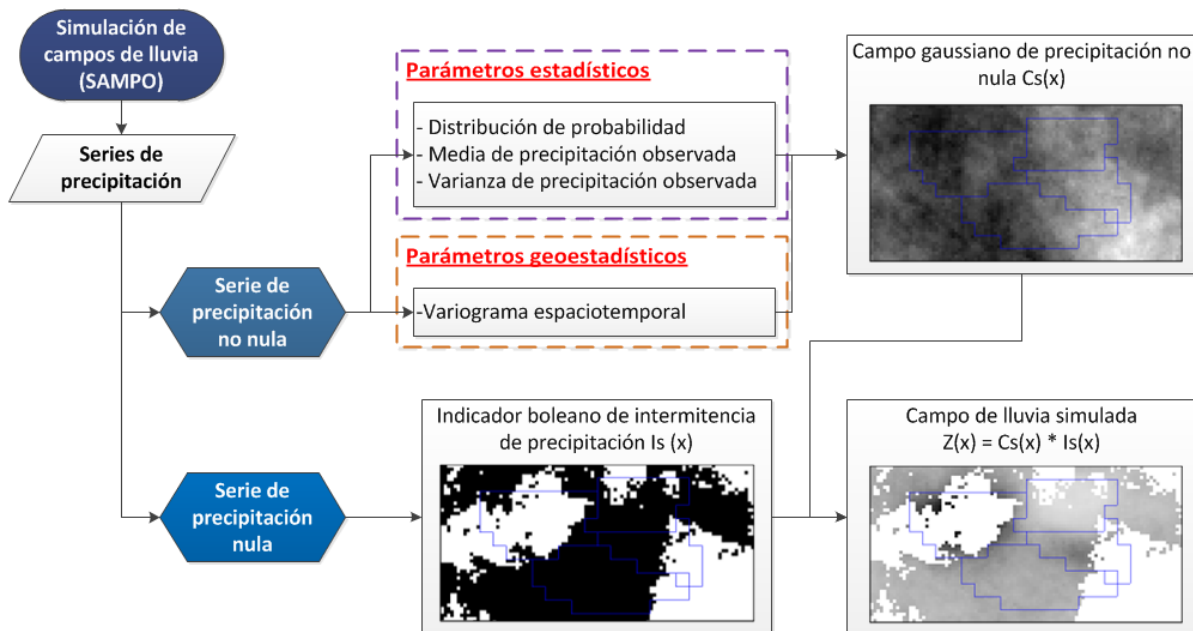 Simulación de
campos de lluvia
(SAMPO)
Series de
precipitación
Serie de
precipitación
no nula
Parámetros estadísticos
- Distribución de probabilidad
- Media de precipitación observada
- Varianza de precipitación observada
Parámetros geoestadísticos
-Variograma espaciotemporal
Campo gaussiano de precipitación no
nula Cs(x)
Serie de
precipitación
nula
Indicador boleano de intermitencia
de precipitación Is (x)
Campo de lluvia simulada
Z(x) = Cs(x) * Is(x)